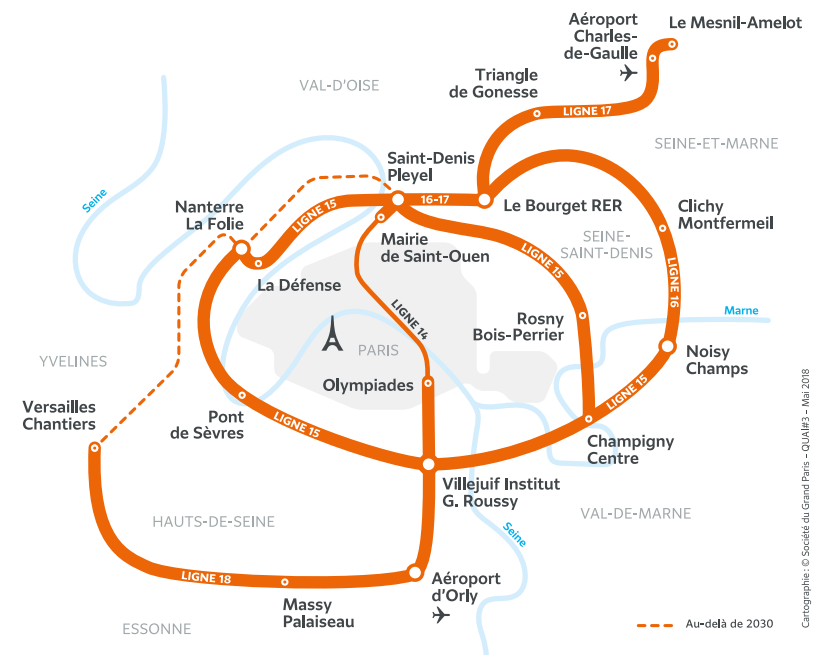 Aéroport
Charles-
de-Gaulle
Le Mesnil-Amelot
Triangle
de Gonesse
LIGNE 17
VAL-D'OISE
SEINE-ET-MARNE
Saint-Denis
Pleyel
16-17
Le Bourget RER
Clichy
Montfermeil
Seine
Nanterre
La Folie
LIGNE 15
Mairie
de Saint-Ouen
SEINE-
SAINT-DENIS
LIGNE 15
LIGNE 16
La Défense
LIGNE 14
Rosny
Bois-Perrier
Marne
PARIS
YVELINES
Noisy
Champs
Olympiades
LIGNE 15
Versailles
Chantiers
Pont
de Sèvres
LIGNE 15
Champigny
Centre
Villejuif Institut
G. Roussy
HAUTS-DE-SEINE
VAL-DE-MARNE
Seine
LIGNE 18
Massy
Palaiseau
Aéroport
d'Orly
ESSONNE
Au-delà de 2030
Cartographie : © Société du Grand Paris – QUAI#3 – Mai 2018